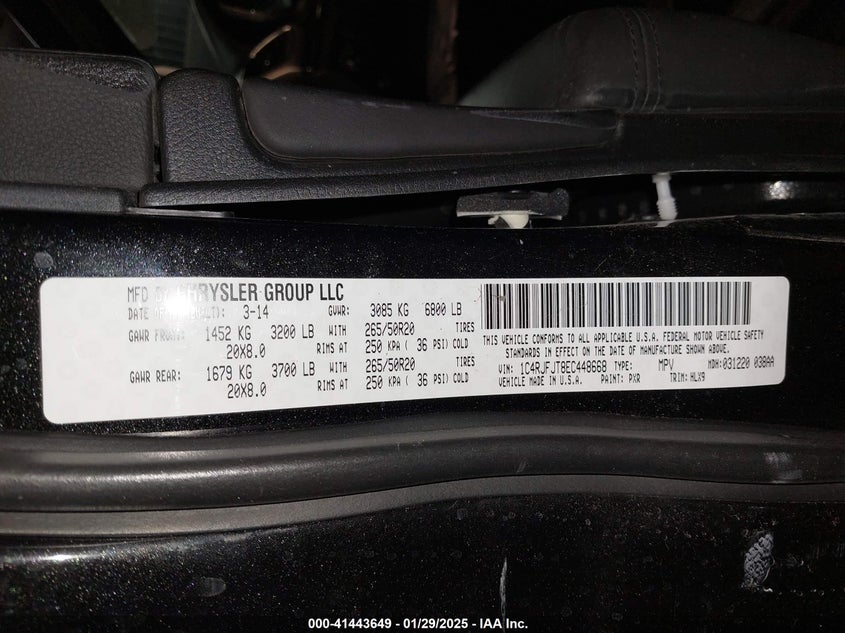 MFD BY CHRYSLER GROUP LLC
DATE OF 3-14 GVWR: 3085 KG 6800 LB
GAWR FRONT: 1452 KG 3200 LB WITH 265/50R20 TIRES
20X8.0 RIMS AT 250 KPA ( 36 PSI) COLD
GAWR REAR: 1679 KG 3700 LB WITH 265/50R20 TIRES
20X8.0 RIMS AT 250 KPA ( 36 PSI) COLD
THIS VEHICLE CONFORMS TO ALL APPLICABLE U.S.A. FEDERAL MOTOR VEHICLE SAFETY
STANDARDS IN EFFECT ON THE DATE OF MANUFACTURE SHOWN ABOVE.
VIN: 1C4RJFJT8EC448668 TYPE: MPV MDH: 031220 038AA
VEHICLE MADE IN U.S.A. PAINT: PXR TRIM: HLX9
000-41443649 - 01/29/2025 - IAA Inc.